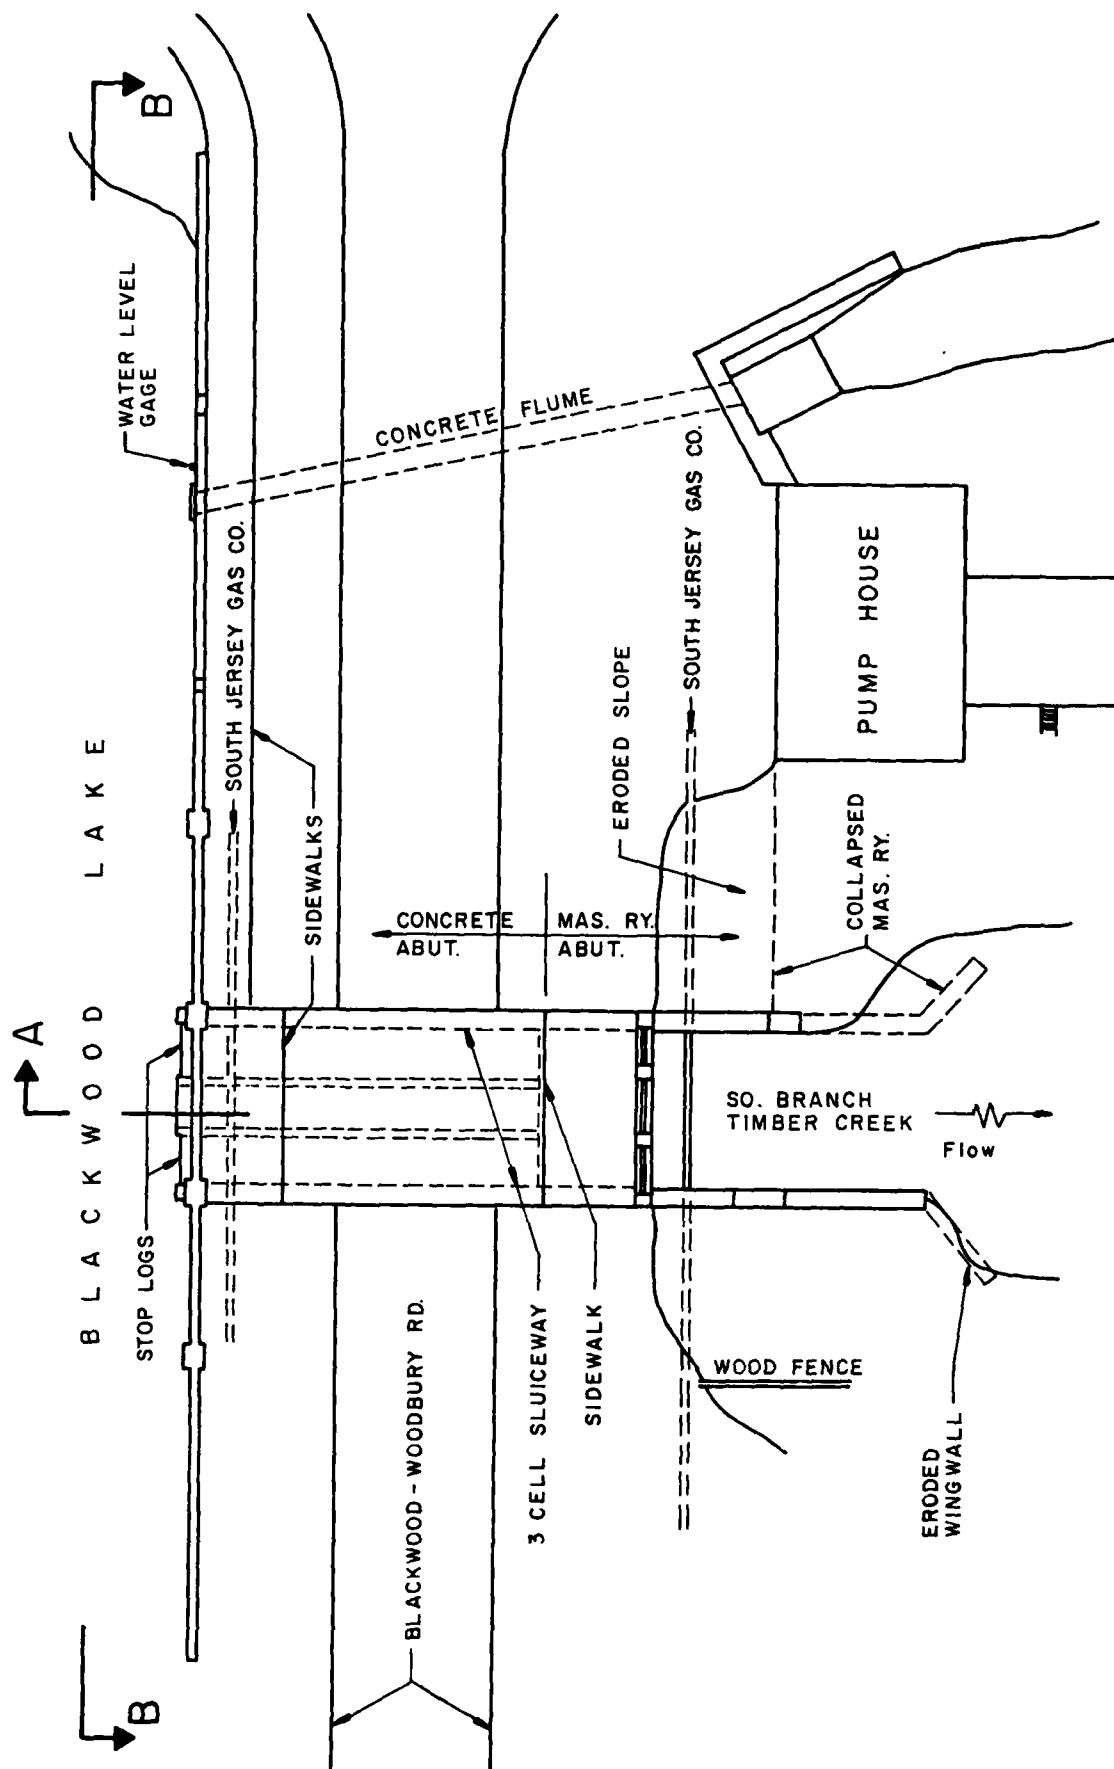 B
A
B
BLACKWOOD LAKE
WATER LEVEL
GAGE
STOP LOGS
SOUTH JERSEY GAS CO.
SIDEWALKS
CONCRETE FLUME
CONCRETE
ABUT.
MAS. RY.
ABUT.
BLACKWOOD-WOODBURY RD.
3 CELL SLUICEWAY
SIDEWALK
ERODED SLOPE
SOUTH JERSEY GAS CO.
PUMP HOUSE
COLLAPSED
MAS. RY.
SO. BRANCH
TIMBER CREEK
Flow
WOOD FENCE
ERODED
WINGWALL